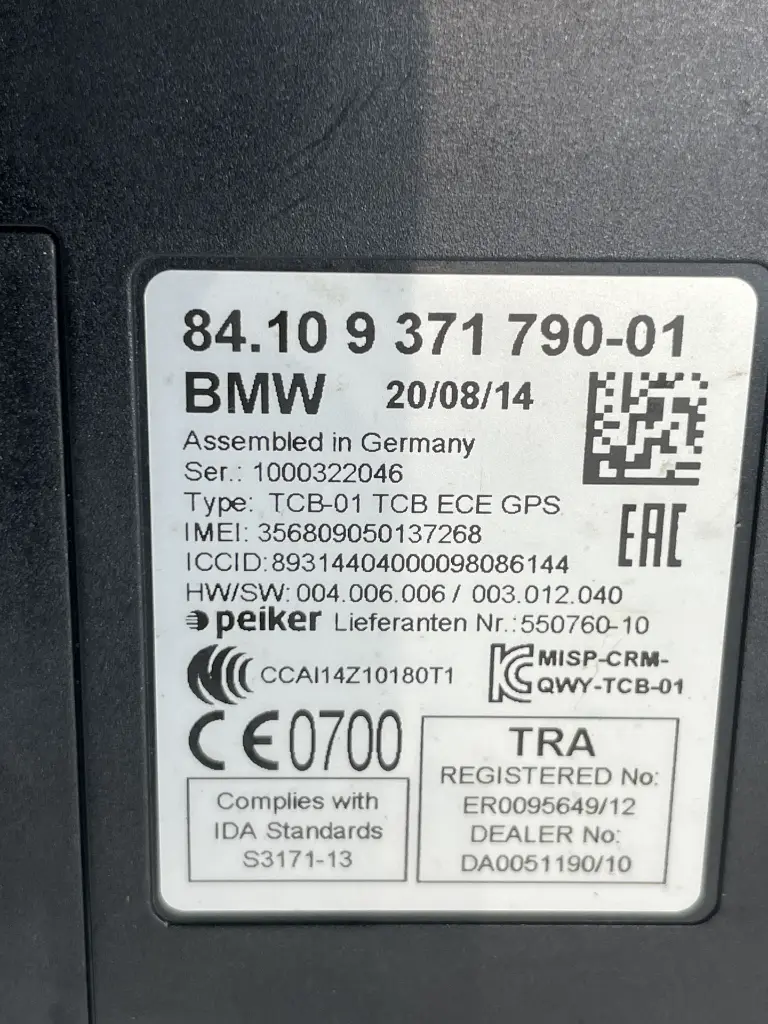 84.10 9 371 790-01
BMW 20/08/14
Assembled in Germany
Ser.: 1000322046
Type: TCB-01 TCB ECE GPS
IMEI: 356809050137268
ICCID:89314404000098086144
EAC
HW/SW: 004.006.006 / 003.012.040
peiker Lieferanten Nr.:550760-10
CCAI14Z10180T1
MISP-CRM-
QWY-TCB-01
CE0700
Complies with
IDA Standards
S3171-13
TRA
REGISTERED No:
ER0095649/12
DEALER No:
DA0051190/10